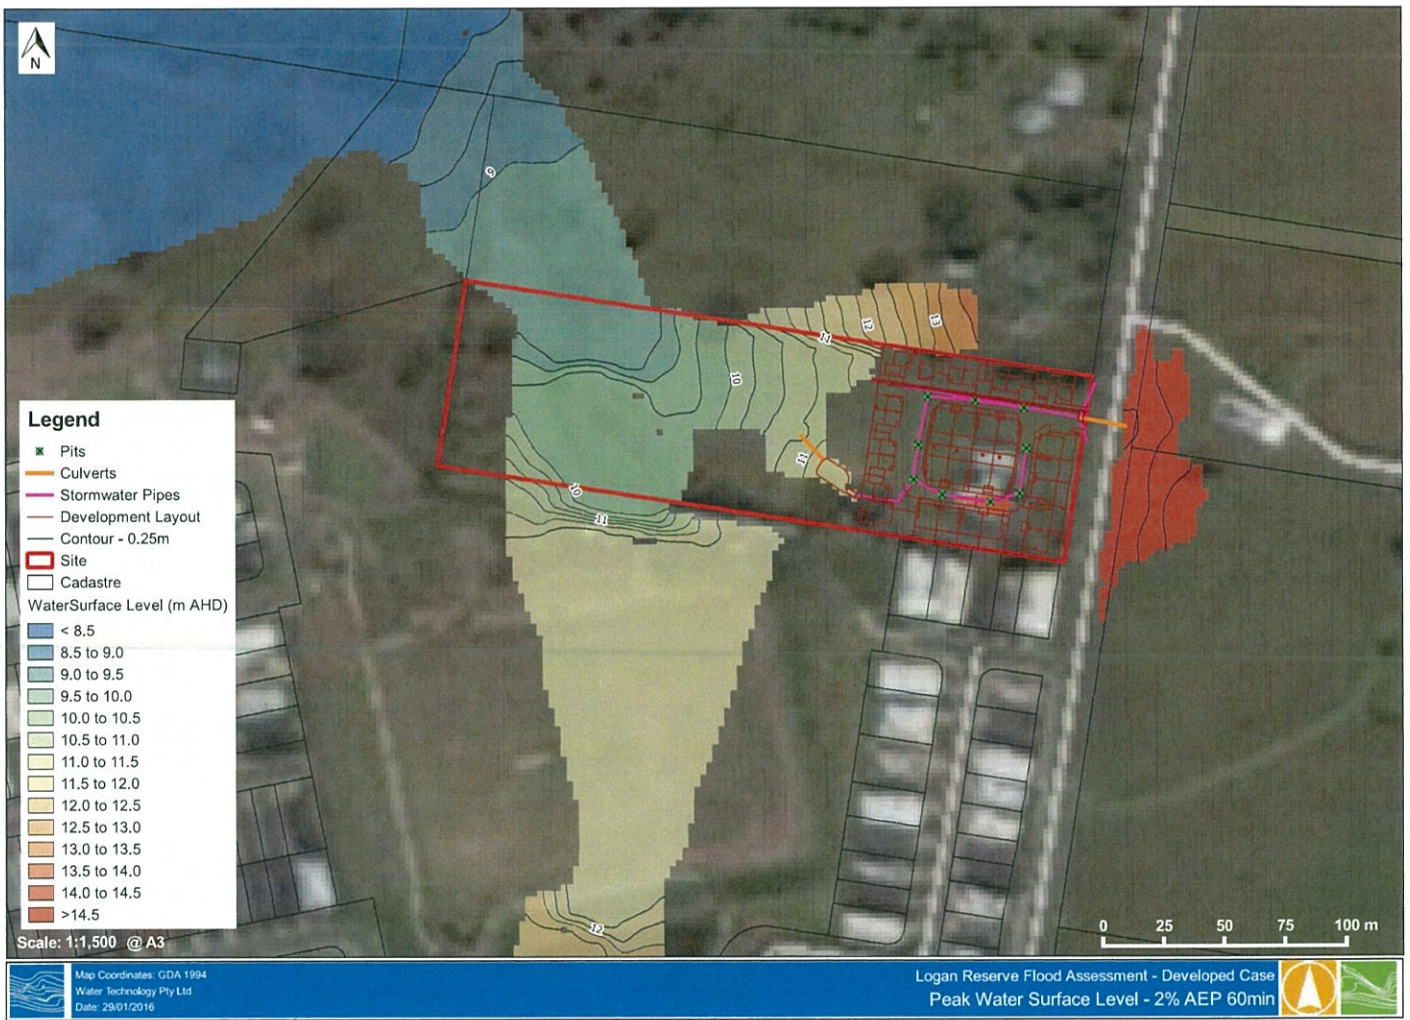 N
9
12
13
11
10
11
10
11
12
Legend
Pits
Culverts
Stormwater Pipes
Development Layout
Contour - 0.25m
Site
Cadastre
WaterSurface Level (m AHD)
< 8.5
8.5 to 9.0
9.0 to 9.5
9.5 to 10.0
10.0 to 10.5
10.5 to 11.0
11.0 to 11.5
11.5 to 12.0
12.0 to 12.5
12.5 to 13.0
13.0 to 13.5
13.5 to 14.0
14.0 to 14.5
>14.5
Scale: 1:1,500 @ A3
0 25 50 75 100 m
Map Coordinates: GDA 1994
Water Technology Pty Ltd
Date: 29/01/2016
Logan Reserve Flood Assessment - Developed Case
Peak Water Surface Level - 2% AEP 60min